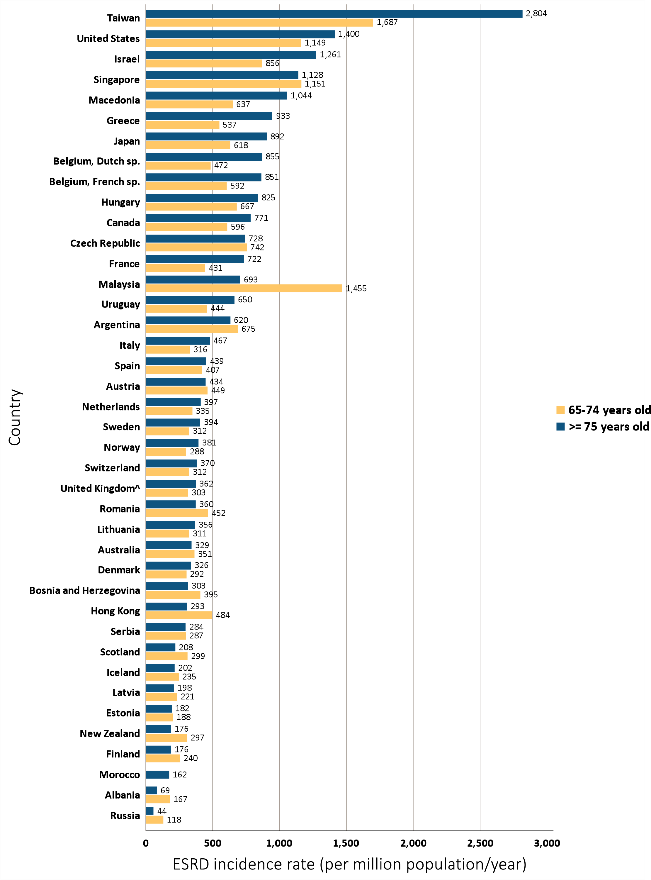 Taiwan 2,804
1,687
United States 1,400
1,149
Israel 1,261
856
Singapore 1,128
1,151
Macedonia 1,044
637
Greece 933
537
Japan 892
618
Belgium, Dutch sp. 855
472
Belgium, French sp. 851
592
Hungary 825
667
Canada 771
596
Czech Republic 728
742
France 722
431
Malaysia 693
1,455
Uruguay 650
444
Argentina 620
675
Italy 467
316
Spain 439
407
Austria 434
449
Netherlands 397
335
Sweden 394
312
Norway 381
288
Switzerland 370
312
United Kingdom^ 362
303
Romania 360
452
Lithuania 356
311
Australia 329
351
Denmark 326
292
Bosnia and Herzegovina 303
395
Hong Kong 293
484
Serbia 284
287
Scotland 208
299
Iceland 202
235
Latvia 198
221
Estonia 182
188
New Zealand 176
297
Finland 176
240
Morocco 162
Albania 69
167
Russia 44
118
0 500 1,000 1,500 2,000 2,500 3,000
ESRD incidence rate (per million population/year)
Country
65-74 years old
>= 75 years old